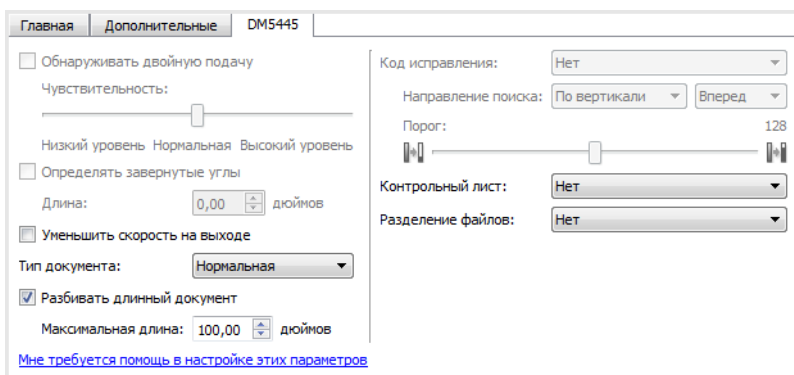 Главная Дополнительные DM5445
Обнаруживать двойную подачу
Чувствительность:
Низкий уровень Нормальная Высокий уровень
Определять завернутые углы
Длина: 0,00 дюймов
Уменьшить скорость на выходе
Тип документа: Нормальная
Разбивать длинный документ
Максимальная длина: 100,00 дюймов
Мне требуется помощь в настройке этих параметров
Код исправления: Нет
Направление поиска: По вертикали Вперед
Порог: 128
Контрольный лист: Нет
Разделение файлов: Нет